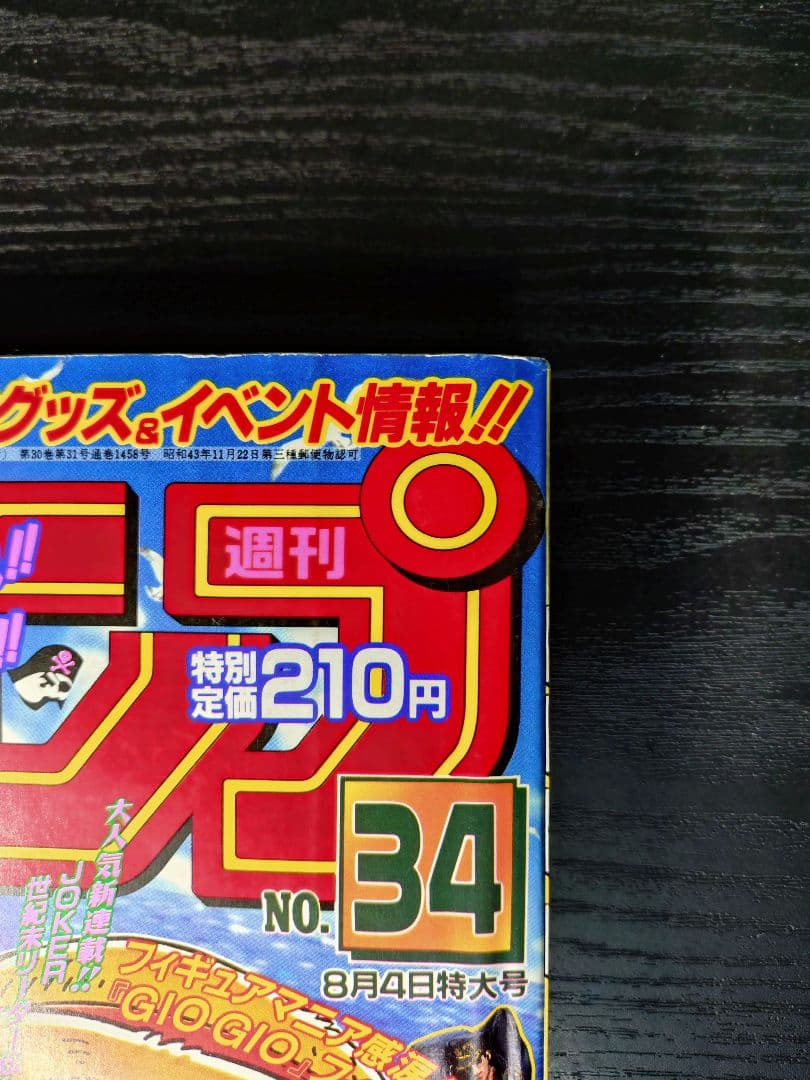 グッズ&イベント情報!!
第30巻第31号通巻1458号 昭和43年11月22日第三種郵便物認可
ンプ
週刊
!!
!!
特別定価210円
NO.34
8月4日特大号
大人気新連載!!
JOKER
世紀末リーダー
フィギュアマニア感涙
『GIOGIO』フ